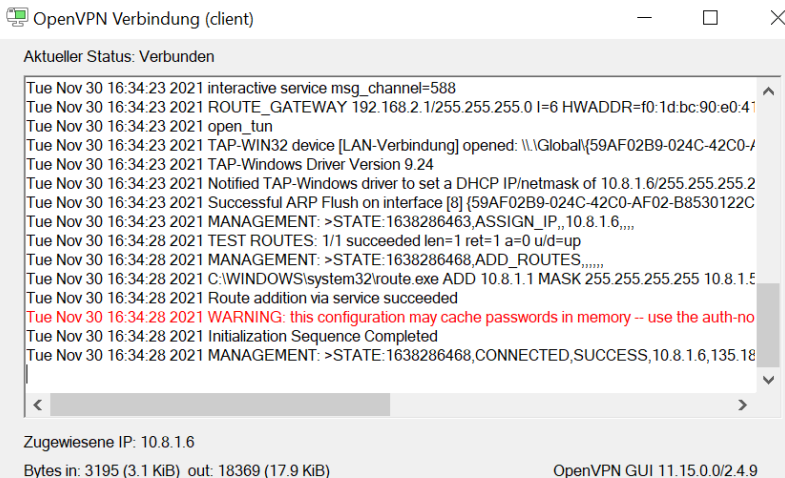 OpenVPN Verbindung (client)
Aktueller Status: Verbunden
Tue Nov 30 16:34:23 2021 interactive service msg_channel=588
Tue Nov 30 16:34:23 2021 ROUTE_GATEWAY 192.168.2.1/255.255.255.0 I=6 HWADDR=f0:1d:bc:90:e0:41
Tue Nov 30 16:34:23 2021 open_tun
Tue Nov 30 16:34:23 2021 TAP-WIN32 device [LAN-Verbindung] opened: \\.\Global\{59AF02B9-024C-42C0-A
Tue Nov 30 16:34:23 2021 TAP-Windows Driver Version 9.24
Tue Nov 30 16:34:23 2021 Notified TAP-Windows driver to set a DHCP IP/netmask of 10.8.1.6/255.255.255.2
Tue Nov 30 16:34:23 2021 Successful ARP Flush on interface [8] {59AF02B9-024C-42C0-AF02-B8530122C
Tue Nov 30 16:34:23 2021 MANAGEMENT: >STATE:1638286463,ASSIGN_IP,,10.8.1.6,,,,
Tue Nov 30 16:34:28 2021 TEST ROUTES: 1/1 succeeded len=1 ret=1 a=0 u/d=up
Tue Nov 30 16:34:28 2021 MANAGEMENT: >STATE:1638286468,ADD_ROUTES,,,,,,
Tue Nov 30 16:34:28 2021 C:\WINDOWS\system32\route.exe ADD 10.8.1.1 MASK 255.255.255.255 10.8.1.5
Tue Nov 30 16:34:28 2021 Route addition via service succeeded
Tue Nov 30 16:34:28 2021 WARNING: this configuration may cache passwords in memory -- use the auth-no
Tue Nov 30 16:34:28 2021 Initialization Sequence Completed
Tue Nov 30 16:34:28 2021 MANAGEMENT: >STATE:1638286468,CONNECTED,SUCCESS,10.8.1.6,135.18
Zugewiesene IP: 10.8.1.6
Bytes in: 3195 (3.1 KiB) out: 18369 (17.9 KiB)
OpenVPN GUI 11.15.0.0/2.4.9